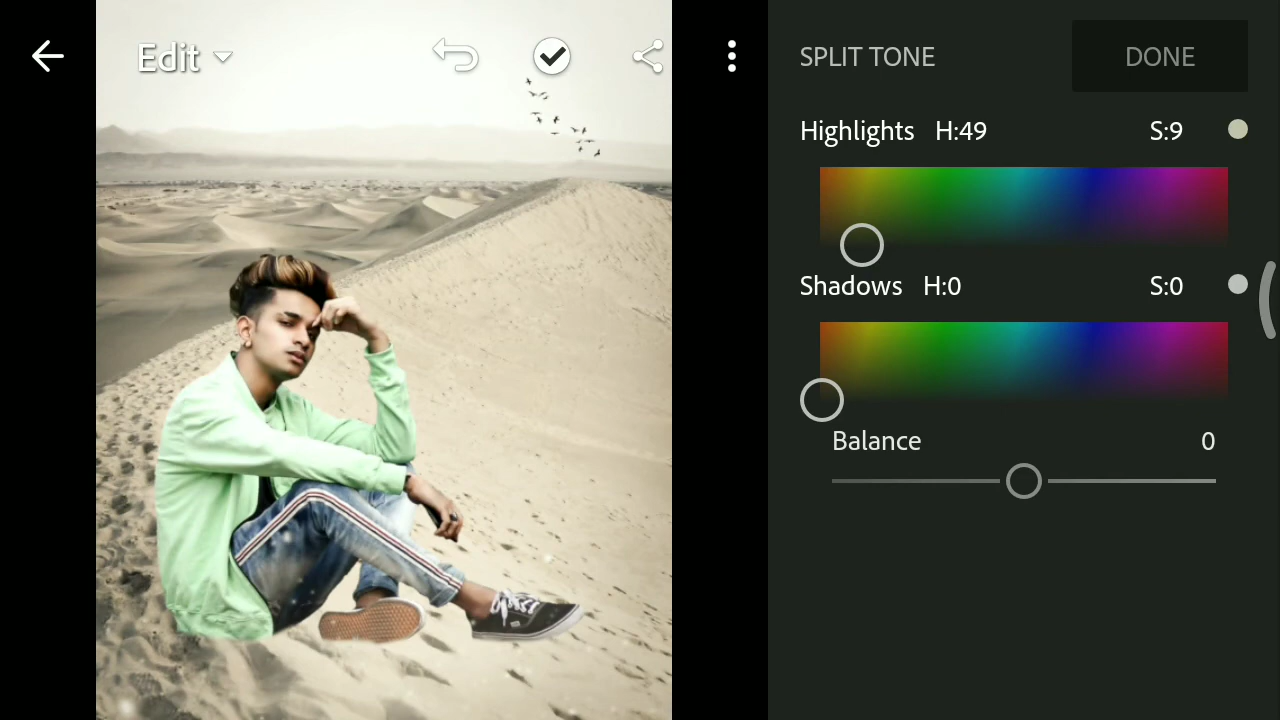 Edit
SPLIT TONE
DONE
Highlights H:49 S:9
Shadows H:0 S:0
Balance 0